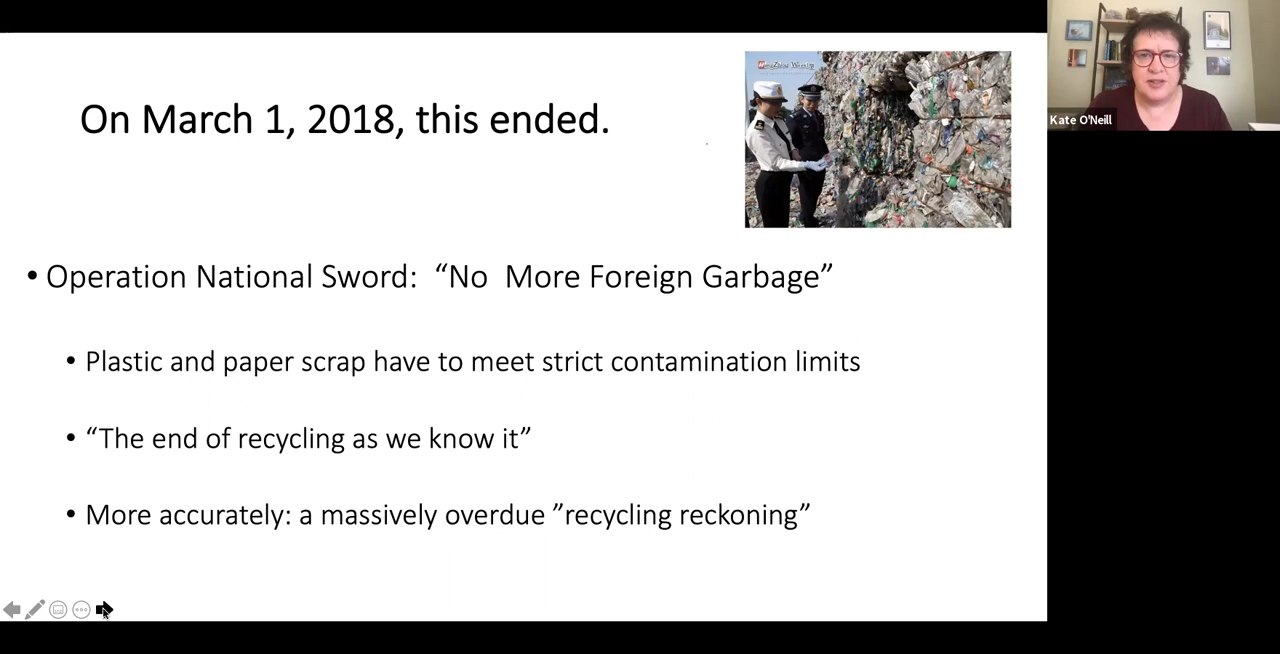 On March 1, 2018, this ended.
• Operation National Sword: “No  More Foreign Garbage”
• Plastic and paper scrap have to meet strict contamination limits
• “The end of recycling as we know it”
• More accurately: a massively overdue ”recycling reckoning”
Kate O'Neill